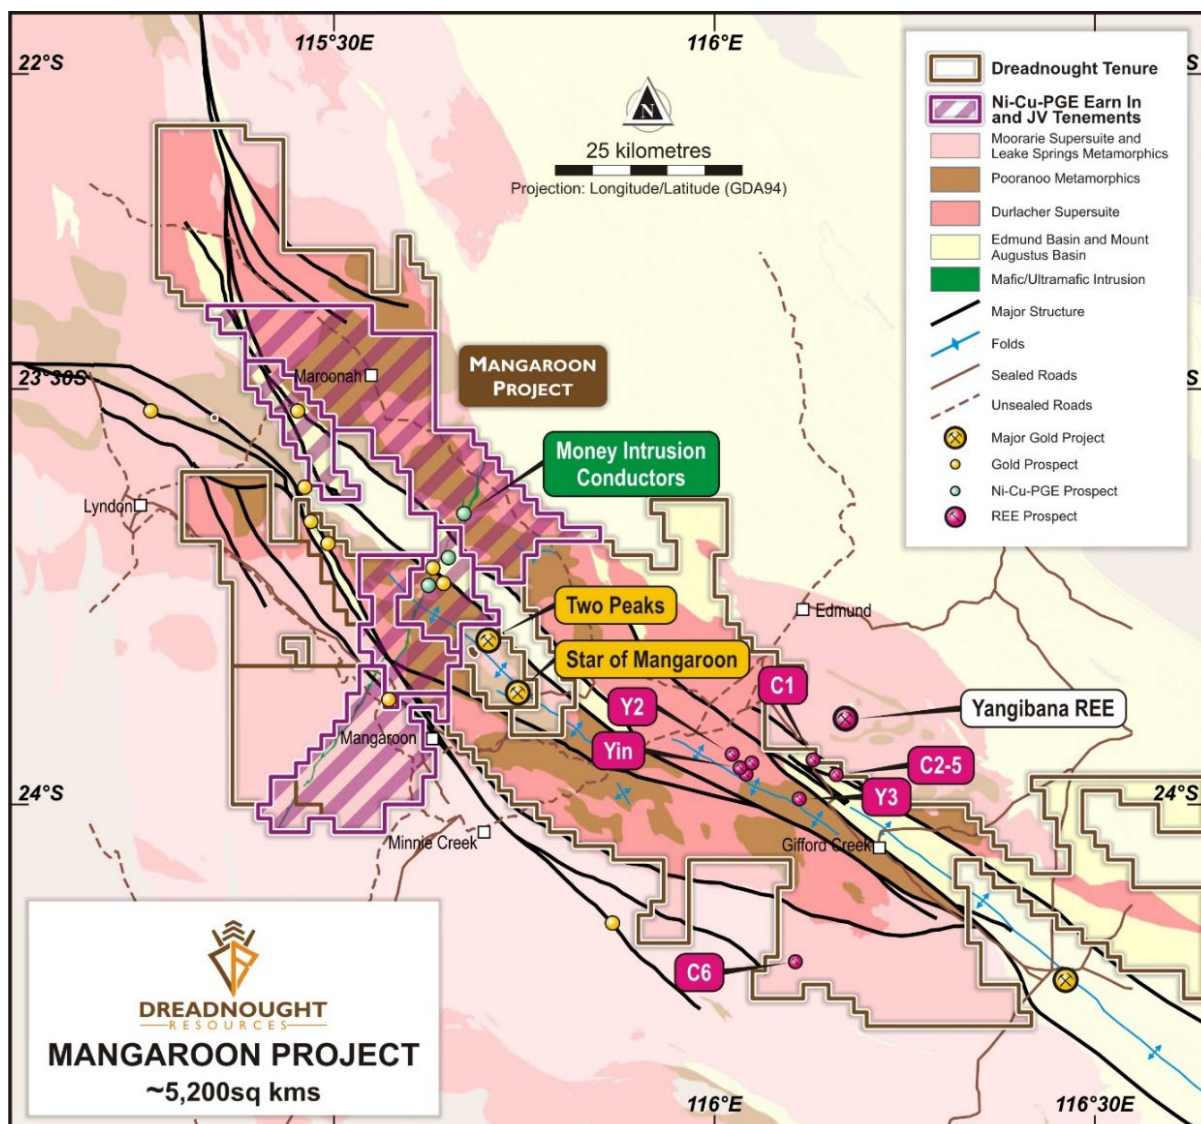 115°30'E
116°E
22°S
S
N
25 kilometres
Projection: Longitude/Latitude (GDA94)
Dreadnought Tenure
Ni-Cu-PGE Earn In
and JV Tenements
Moorarie Supersuite and
Leake Springs Metamorphics
Pooranoo Metamorphics
Durlacher Supersuite
Edmund Basin and Mount
Augustus Basin
Mafic/Ultramafic Intrusion
Major Structure
Folds
Sealed Roads
Unsealed Roads
Major Gold Project
Gold Prospect
Ni-Cu-PGE Prospect
REE Prospect
23°30'S
S
Maroonah
MANGAROON
PROJECT
Money Intrusion
Conductors
Lyndon
Two Peaks
Edmund
Star of Mangaroon
C1
Y2
Yangibana REE
Mangaroon
Yin
C2-5
24°S
Y3
24°S
Minnie Creek
Gifford Creek
C6
DREADNOUGHT
RESOURCES
MANGAROON PROJECT
~5,200sq kms
116°E
116°30'E